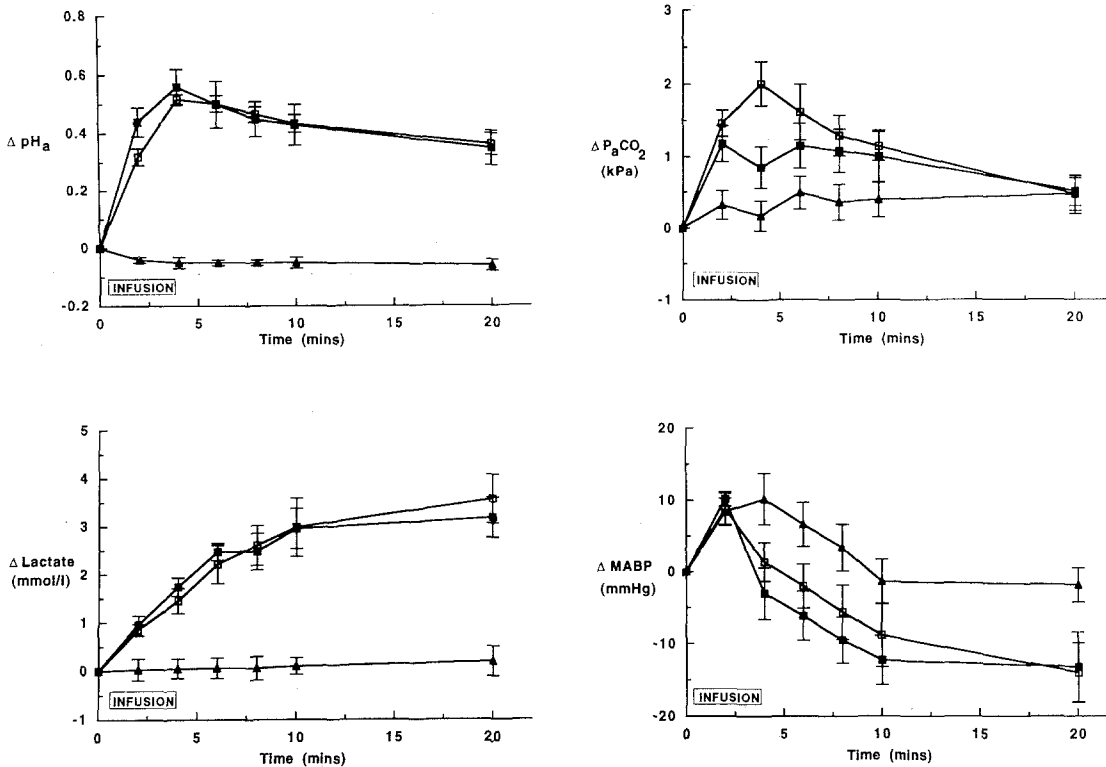 0.8
0.6
Δ pHa
0.4
0.2
0
-0.2
INFUSION
0 5 10 15 20
Time (mins)
3
2
Δ PaCO2
(kPa)
1
0
-1
INFUSION
0 5 10 15 20
Time (mins)
5
4
3
Δ Lactate
(mmol/l)
2
1
0
-1
INFUSION
0 5 10 15 20
Time (mins)
20
10
0
Δ MABP
(mmHg)
-10
-20
INFUSION
0 5 10 15 20
Time (mins)